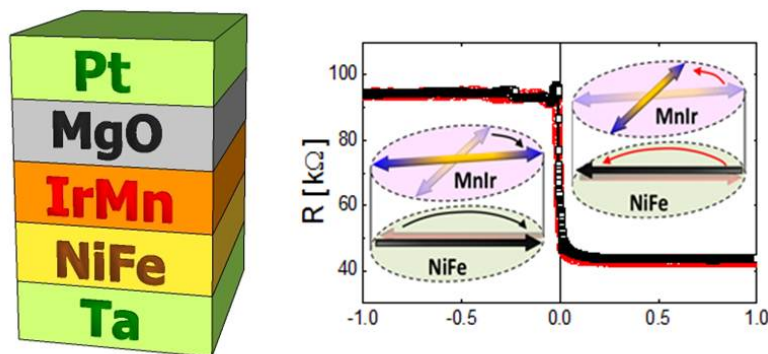 Pt
MgO
IrMn
NiFe
Ta
R [kΩ]
100
80
60
40
MnIr
NiFe
MnIr
NiFe
-1.0
-0.5
0.0
0.5
1.0